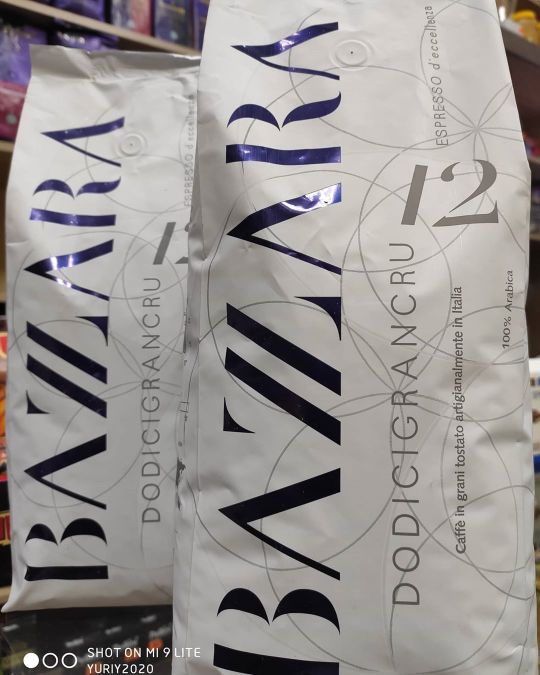 BAZZARA
DODICIGRANCRU
12
ESPRESSO d'eccellenza
BAZZARA
DODICIGRANCRU
12
ESPRESSO d'eccellenza
Caffè in grani tostato artigianalmente in Italia
100% Arabica
SHOT ON MI 9 LITE
YURIY2020